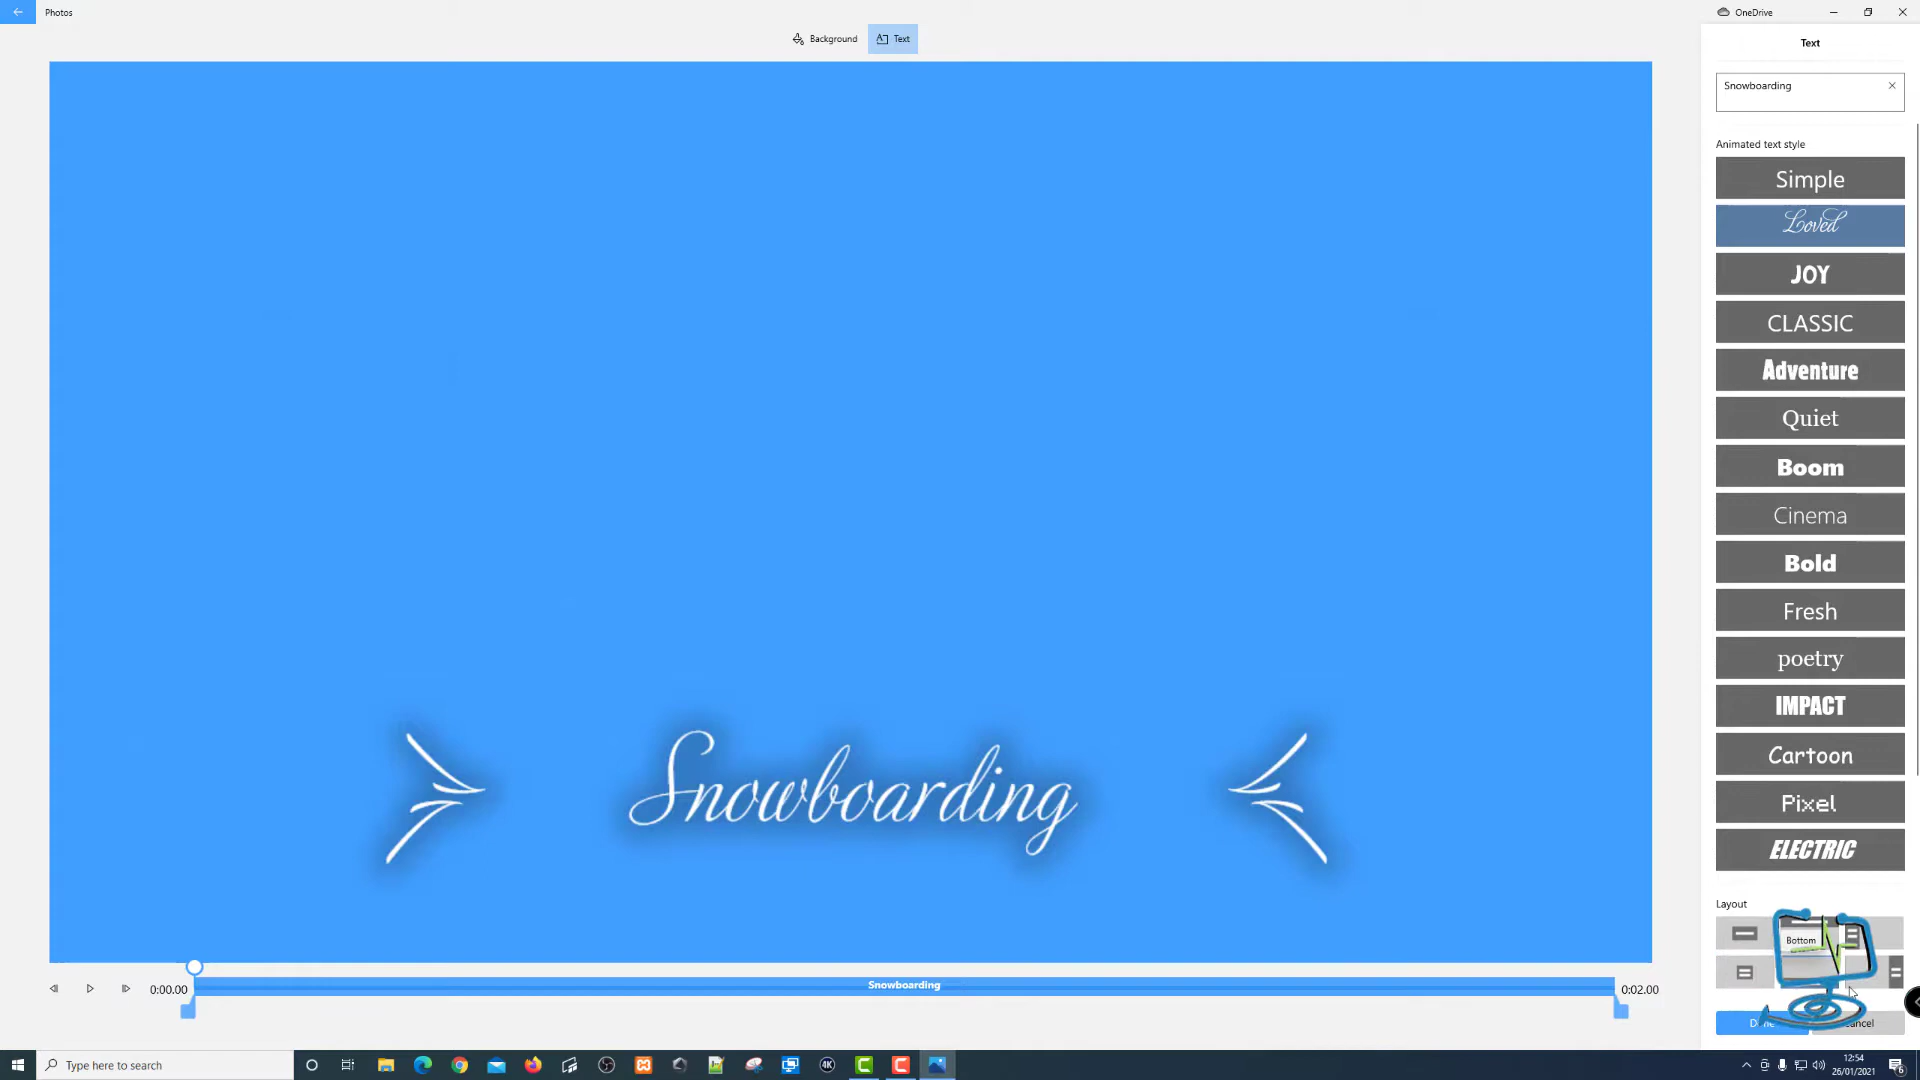 Photos
OneDrive
Background
Text
Text
Snowboarding
Animated text style
Simple
Loved
JOY
CLASSIC
Adventure
Quiet
Boom
Cinema
Bold
Fresh
poetry
IMPACT
Cartoon
Pixel
ELECTRIC
Layout
Bottom
Snowboarding
0:00.00
Snowboarding
0:02.00
Type here to search
4K
12:54
26/01/2021
6